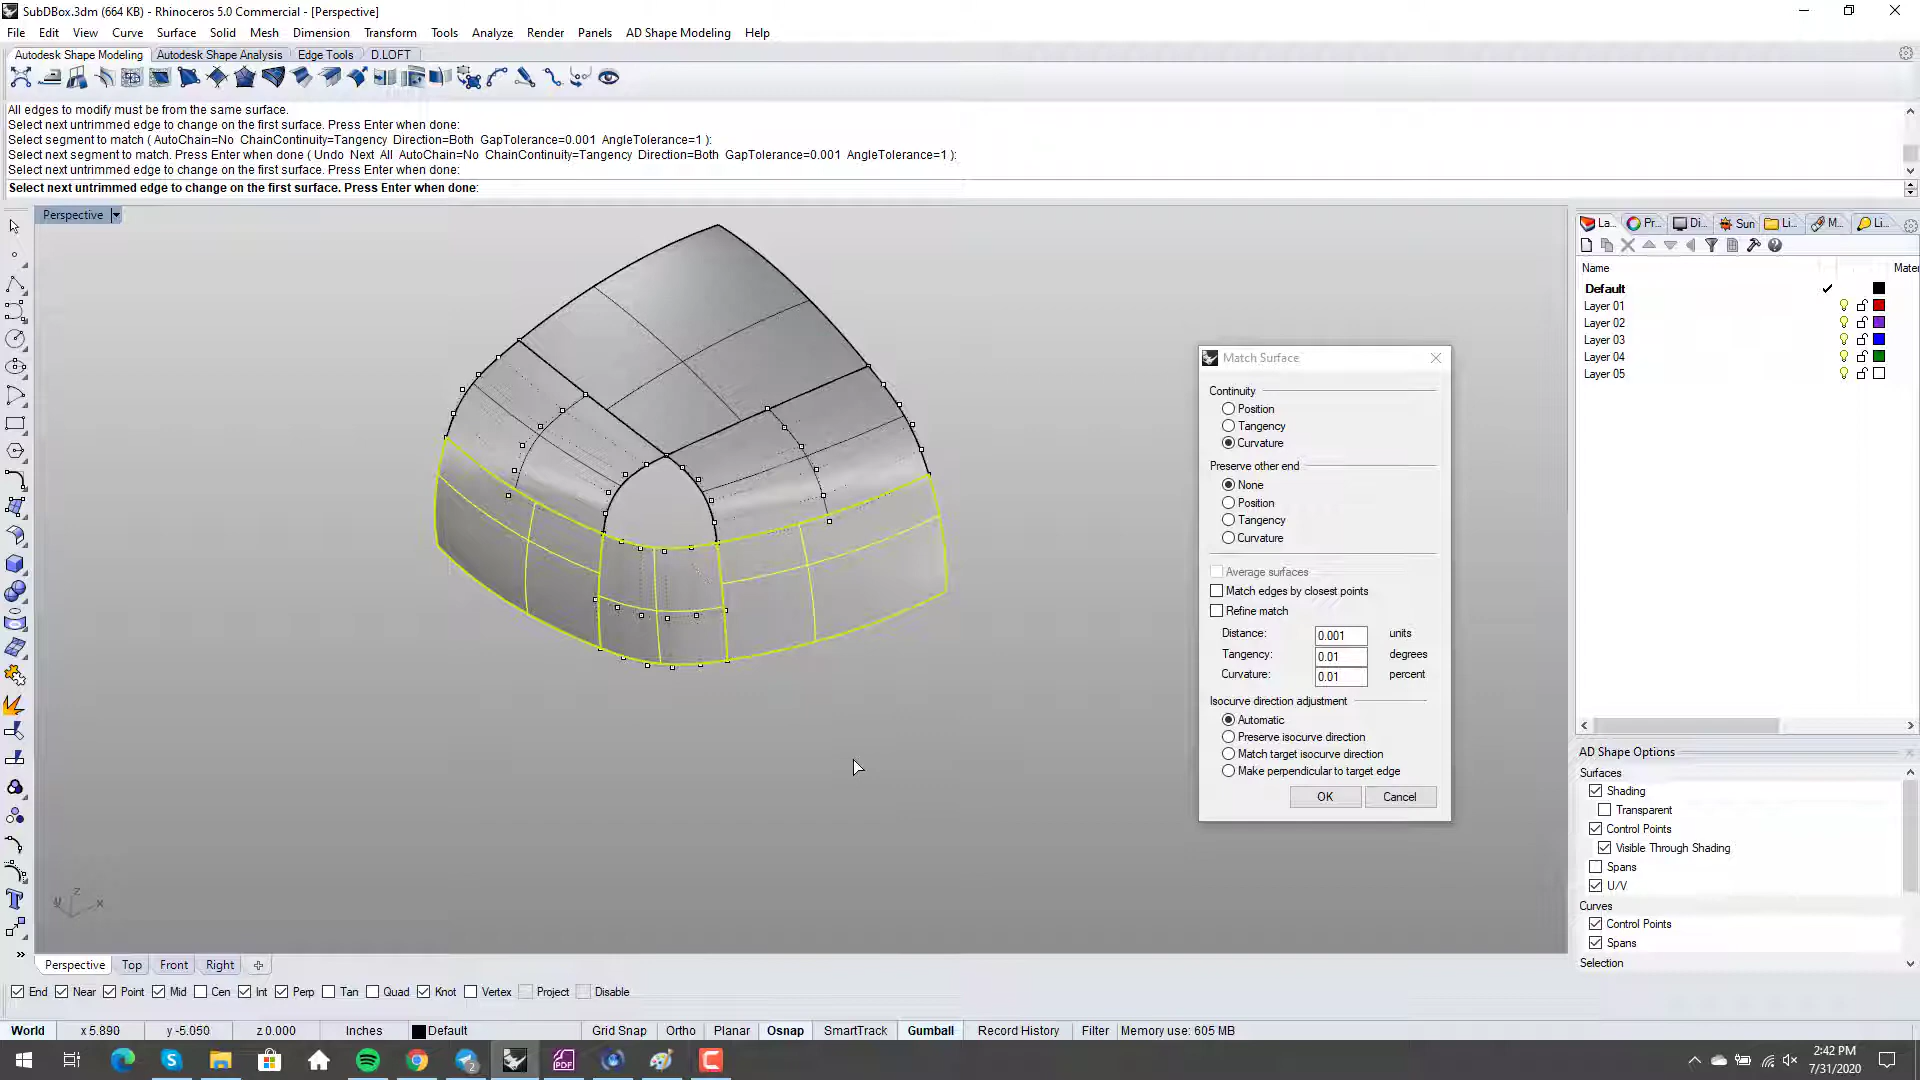 SubDBox.3dm (664 KB) - Rhinoceros 5.0 Commercial - [Perspective]
File Edit View Curve Surface Solid Mesh Dimension Transform Tools Analyze Render Panels AD Shape Modeling Help
Autodesk Shape Modeling Autodesk Shape Analysis Edge Tools D.LOFT
All edges to modify must be from the same surface.
Select next untrimmed edge to change on the first surface. Press Enter when done:
Select segment to match ( AutoChain=No ChainContinuity=Tangency Direction=Both GapTolerance=0.001 AngleTolerance=1 ):
Select next segment to match. Press Enter when done ( Undo Next All AutoChain=No ChainContinuity=Tangency Direction=Both GapTolerance=0.001 AngleTolerance=1 ):
Select next untrimmed edge to change on the first surface. Press Enter when done:
Select next untrimmed edge to change on the first surface. Press Enter when done:
Perspective
La... Pr... Di... Sun Li... M... Li...
Name Mater
Default
Layer 01
Layer 02
Layer 03
Layer 04
Layer 05
Match Surface
Continuity
Position
Tangency
Curvature
Preserve other end
None
Position
Tangency
Curvature
Average surfaces
Match edges by closest points
Refine match
Distance: 0.001 units
Tangency: 0.01 degrees
Curvature: 0.01 percent
Isocurve direction adjustment
Automatic
Preserve isocurve direction
Match target isocurve direction
Make perpendicular to target edge
OK Cancel
AD Shape Options
Surfaces
Shading
Transparent
Control Points
Visible Through Shading
Spans
U/V
Curves
Control Points
Spans
Selection
z
y x
Perspective Top Front Right
End Near Point Mid Cen Int Perp Tan Quad Knot Vertex Project Disable
World x 5.890 y -5.050 z 0.000 Inches Default Grid Snap Ortho Planar Osnap SmartTrack Gumball Record History Filter Memory use: 605 MB
2:42 PM
7/31/2020